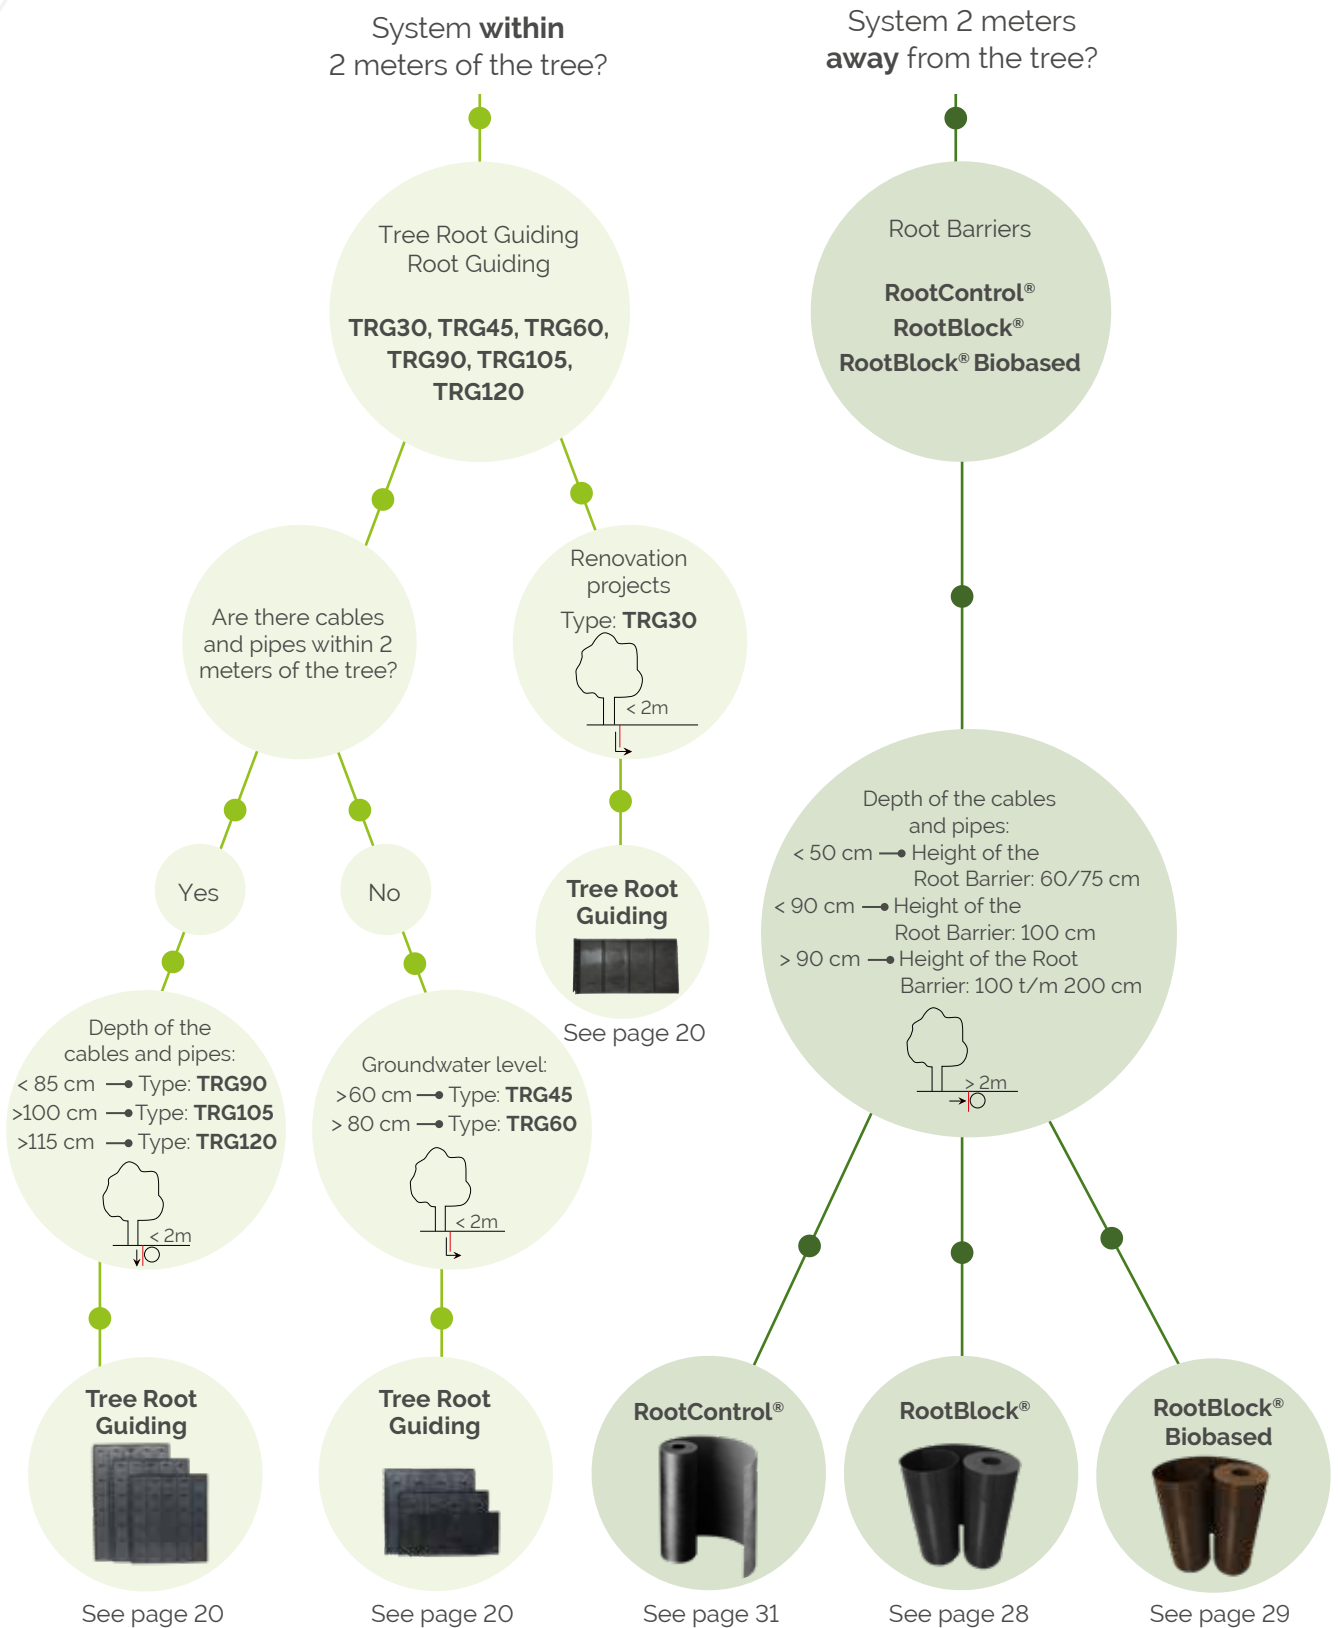 System within
2 meters of the tree?
System 2 meters
away from the tree?
Tree Root Guiding
Root Guiding
TRG30, TRG45, TRG60,
TRG90, TRG105,
TRG120
Root Barriers
RootControl®
RootBlock®
RootBlock® Biobased
Are there cables
and pipes within 2
meters of the tree?
Renovation
projects
Type: TRG30
< 2m
Yes
No
Tree Root
Guiding
See page 20
Depth of the cables
and pipes:
< 50 cm Height of the
Root Barrier: 60/75 cm
< 90 cm Height of the
Root Barrier: 100 cm
> 90 cm Height of the Root
Barrier: 100 t/m 200 cm
> 2m
Depth of the
cables and pipes:
< 85 cm Type: TRG90
>100 cm Type: TRG105
>115 cm Type: TRG120
< 2m
Groundwater level:
>60 cm Type: TRG45
> 80 cm Type: TRG60
< 2m
Tree Root
Guiding
See page 20
Tree Root
Guiding
See page 20
RootControl®
See page 31
RootBlock®
See page 28
RootBlock®
Biobased
See page 29